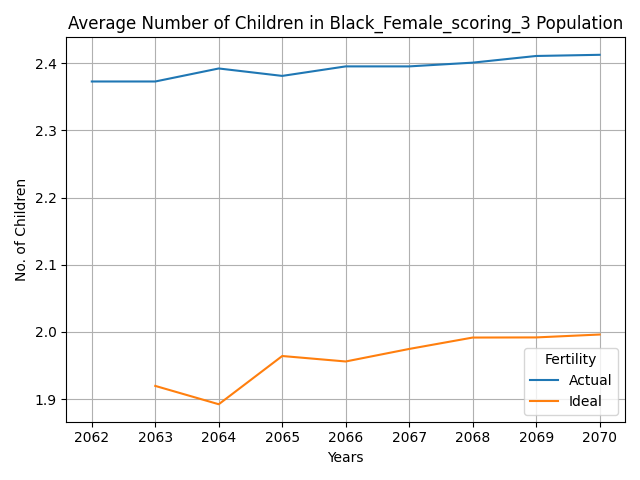 Average Number of Children in Black_Female_scoring_3 Population
No. of Children
2.4
2.3
2.2
2.1
2.0
1.9
Fertility
Actual
Ideal
2062 2063 2064 2065 2066 2067 2068 2069 2070
Years